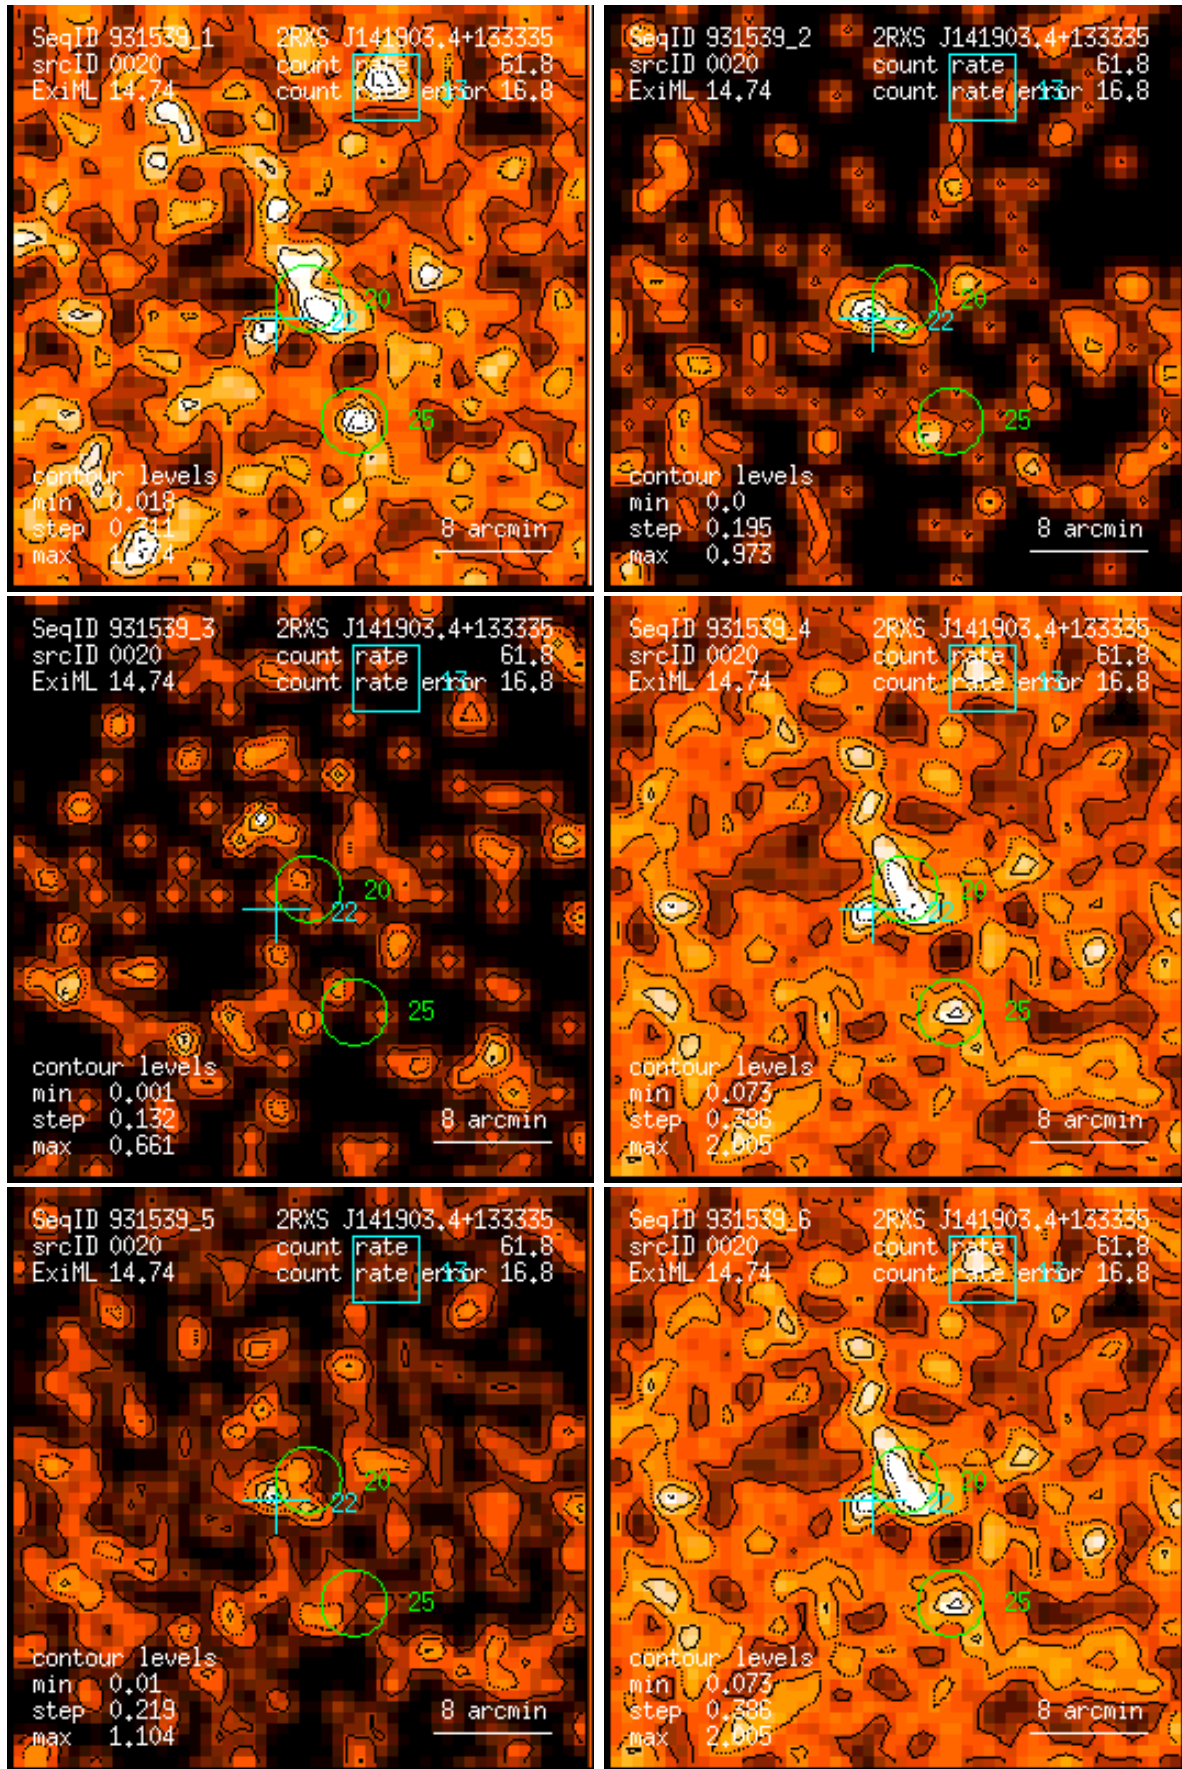 SeqID 931539_1 2RXS J141903.4+133335
srcID 0020 count rate 61.8
ExiML 14.74 count rate error 16.8
13
20
22
25
contour levels
min 0.018
step 0.311
max
8 arcmin
SeqID 931539_2 2RXS J141903.4+133335
srcID 0020 count rate 61.8
ExiML 14.74 count rate error 16.8
13
20
22
25
contour levels
min 0.0
step 0.195
max 0.973
8 arcmin
SeqID 931539_3 2RXS J141903.4+133335
srcID 0020 count rate 61.8
ExiML 14.74 count rate error 16.8
13
20
22
25
contour levels
min 0.001
step 0.132
max 0.661
8 arcmin
SeqID 931539_4 2RXS J141903.4+133335
srcID 0020 count rate 61.8
ExiML 14.74 count rate error 16.8
13
20
22
25
contour levels
min 0.073
step 0.386
max 2.005
8 arcmin
SeqID 931539_5 2RXS J141903.4+133335
srcID 0020 count rate 61.8
ExiML 14.74 count rate error 16.8
13
20
22
25
contour levels
min 0.01
step 0.219
max 1.104
8 arcmin
SeqID 931539_6 2RXS J141903.4+133335
srcID 0020 count rate 61.8
ExiML 14.74 count rate error 16.8
13
20
22
25
contour levels
min 0.073
step 0.386
max 2.005
8 arcmin